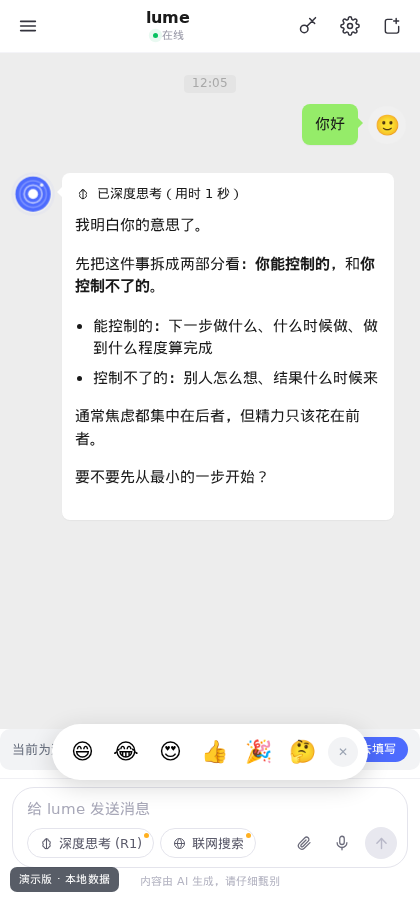 lume
在线
12:05
你好
已深度思考（用时 1 秒）
我明白你的意思了。
先把这件事拆成两部分看：你能控制的，和你
控制不了的。
• 能控制的：下一步做什么、什么时候做、做
到什么程度算完成
• 控制不了的：别人怎么想、结果什么时候来
通常焦虑都集中在后者，但精力只该花在前
者。
要不要先从最小的一步开始？
当前为
填写
给 lume 发送消息
深度思考 (R1)
联网搜索
演示版 · 本地数据
内容由 AI 生成，请仔细甄别